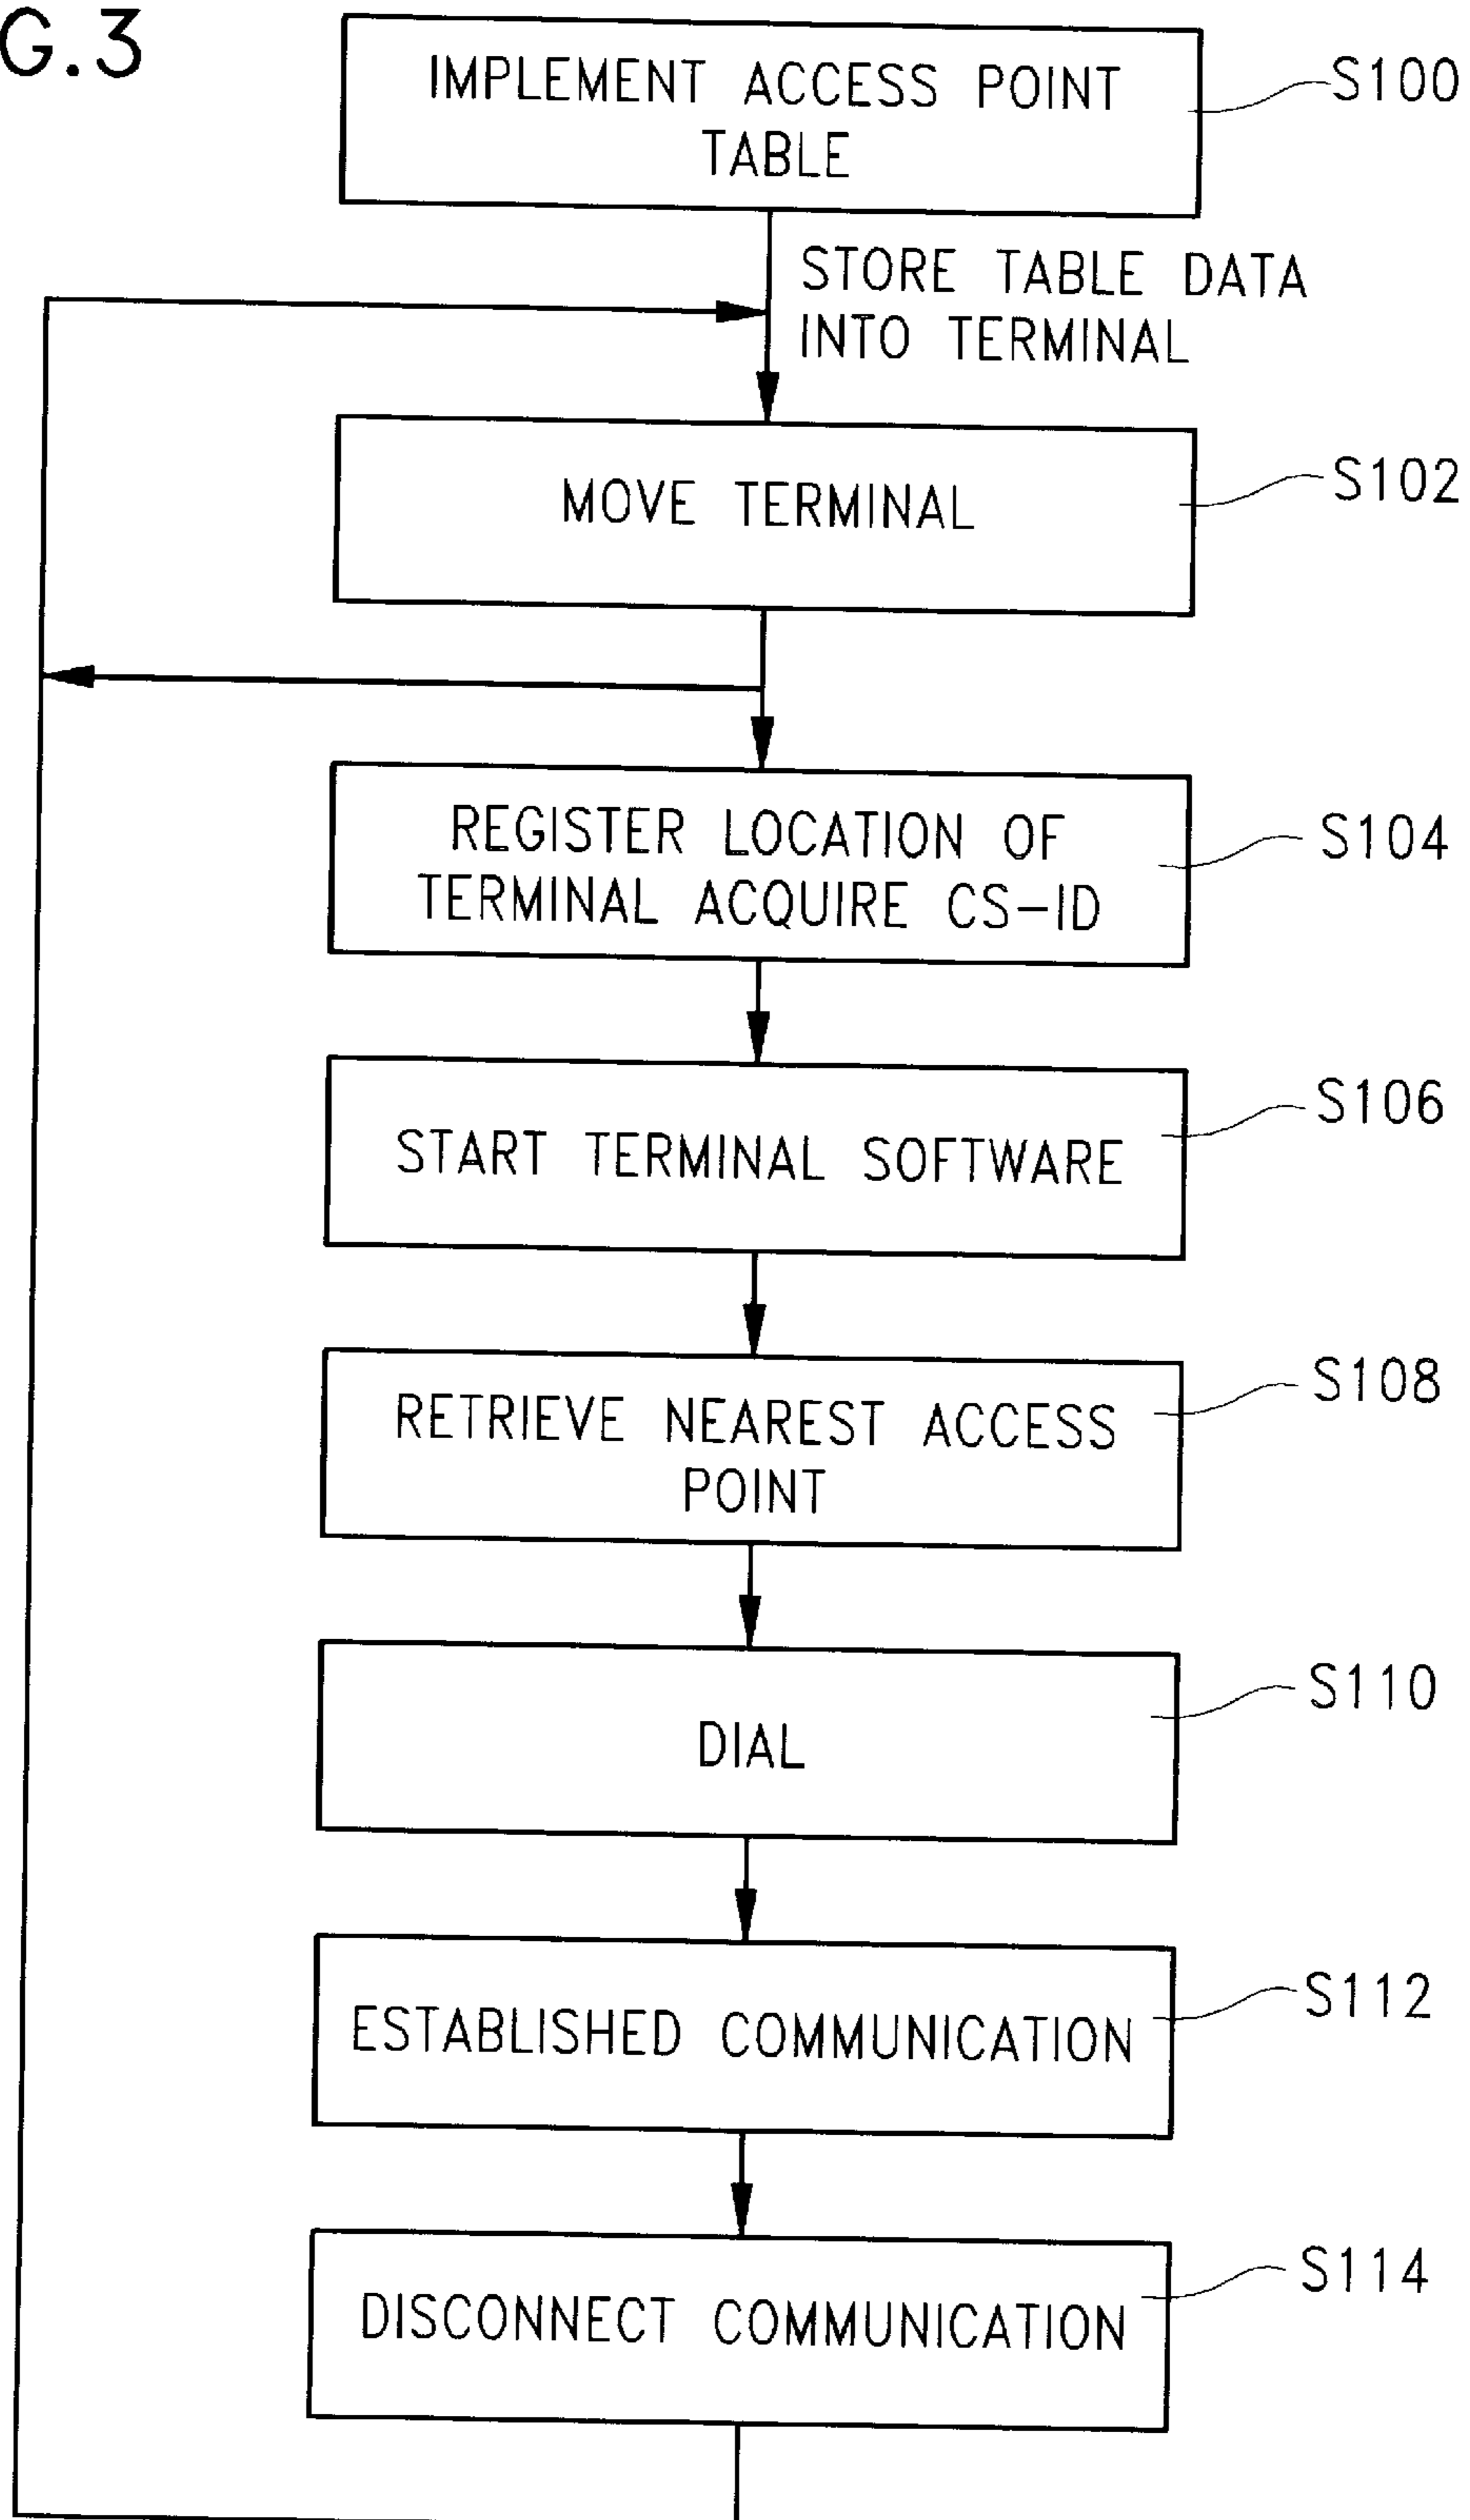 G.3
IMPLEMENT ACCESS POINT
TABLE
S100
STORE TABLE DATA
INTO TERMINAL
MOVE TERMINAL
S102
REGISTER LOCATION OF
TERMINAL ACQUIRE CS-ID
S104
START TERMINAL SOFTWARE
S106
RETRIEVE NEAREST ACCESS
POINT
S108
DIAL
S110
ESTABLISHED COMMUNICATION
S112
DISCONNECT COMMUNICATION
S114